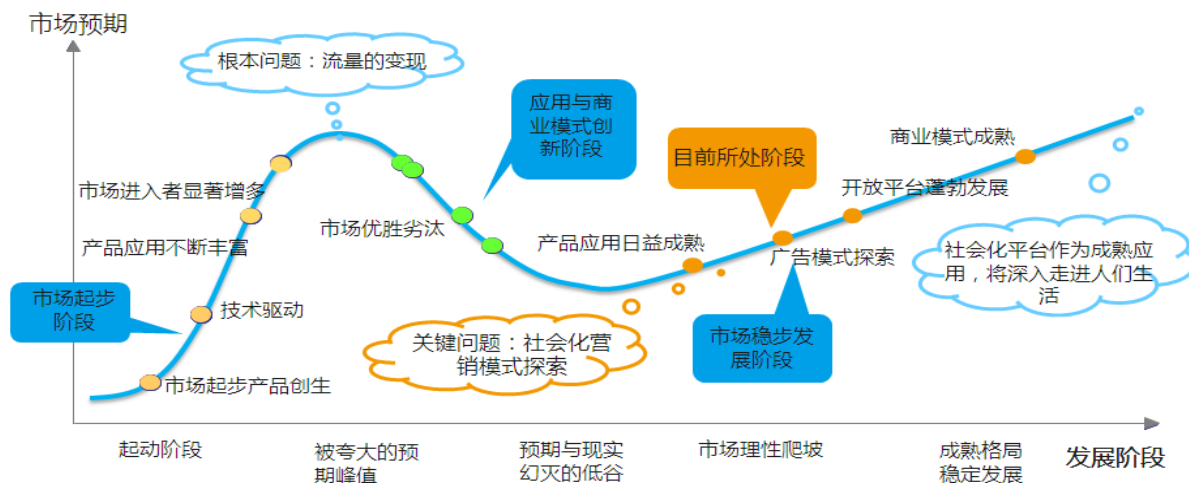 市场预期
根本问题：流量的变现
应用与商
业模式创
新阶段
目前所处阶段
商业模式成熟
市场进入者显著增多
开放平台蓬勃发展
市场优胜劣汰
产品应用不断丰富
产品应用日益成熟
广告模式探索
社会化平台作为成熟应
用，将深入走进人们生
活
市场起步
阶段
技术驱动
关键问题：社会化营
销模式探索
市场稳步发
展阶段
市场起步产品创生
起动阶段
被夸大的预
期峰值
预期与现实
幻灭的低谷
市场理性爬坡
成熟格局
稳定发展
发展阶段